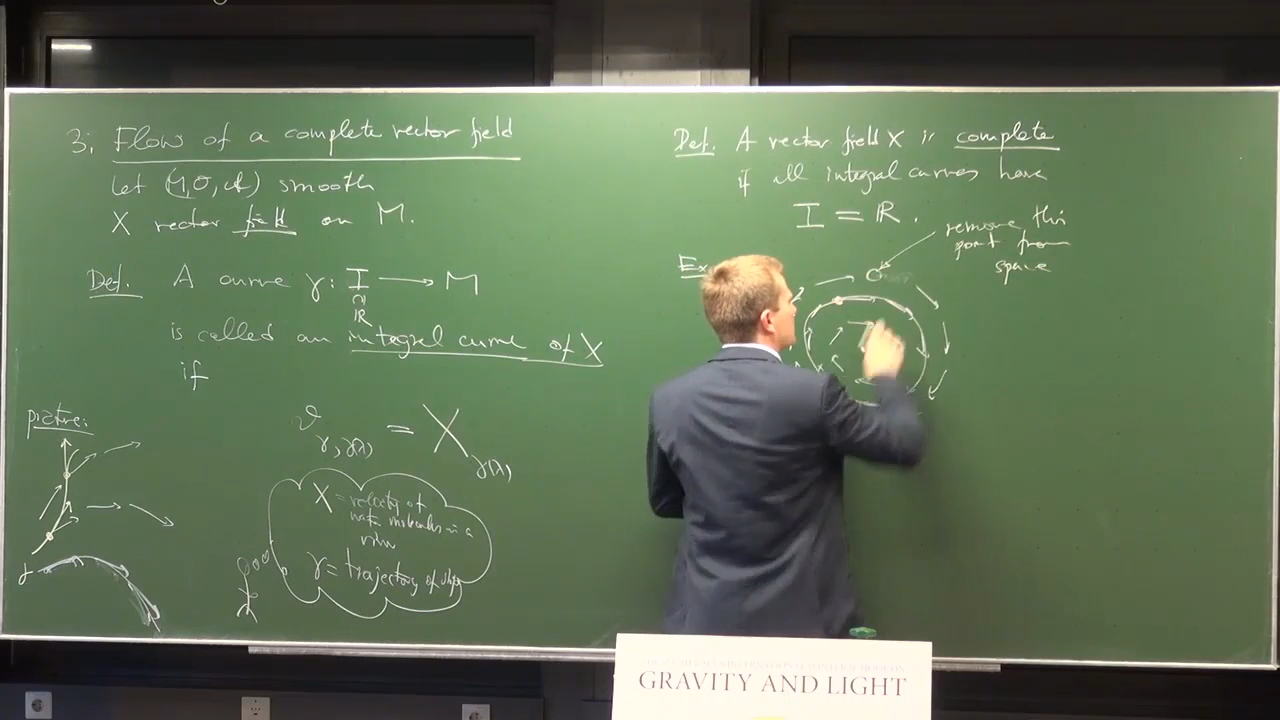 3; Flow of a complete vector field
Let (M,O,A) smooth
X vector field on M.
Def. A curve γ: I → M
⊆
ℝ
is called an integral curve of X
if
picture:
𝜗γ,γ(λ) = Xγ(λ)
X = velocity of
water molecules in a
river
γ = trajectory of ship
γ
Def. A vector field X is complete
if all integral curves have
I = ℝ.
remove this
point from
space
Ex
GRAVITY AND LIGHT